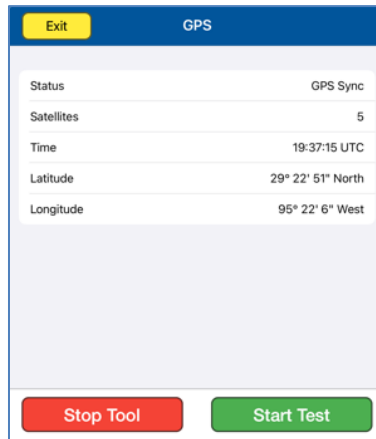 Exit GPS
Status GPS Sync
Satellites 5
Time 19:37:15 UTC
Latitude 29° 22' 51" North
Longitude 95° 22' 6" West
Stop Tool Start Test